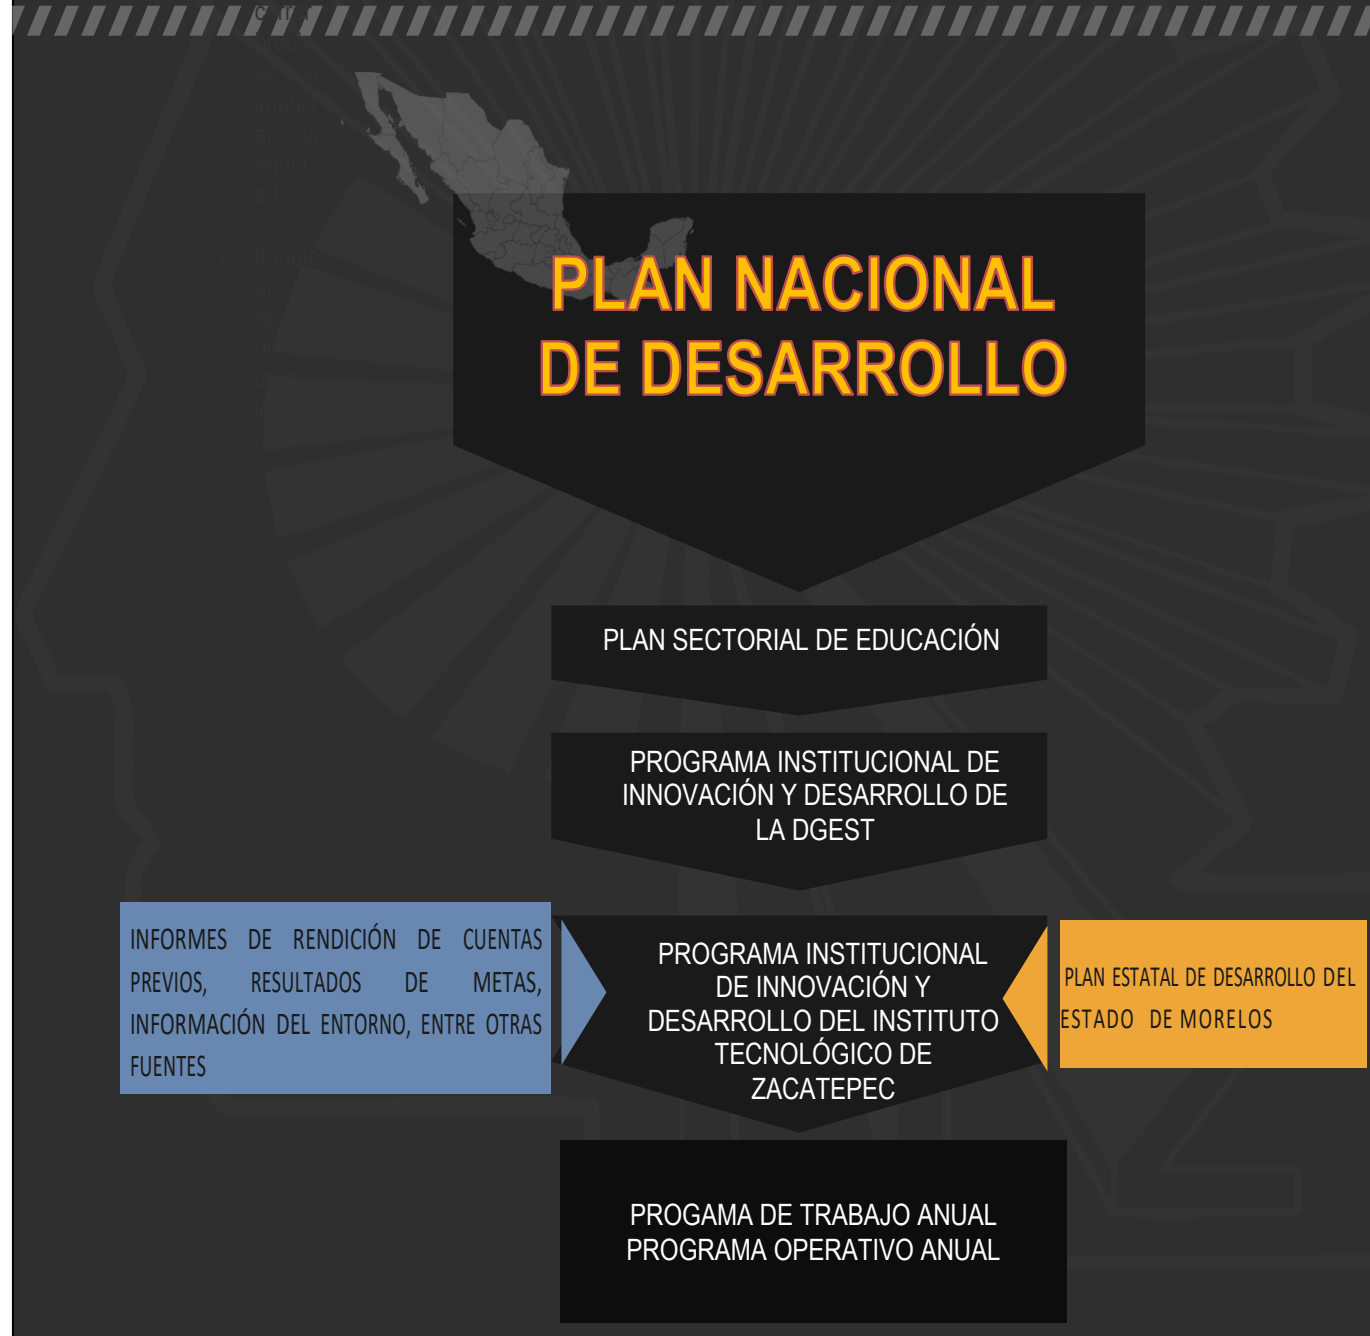 PLAN NACIONAL
DE DESARROLLO
PLAN SECTORIAL DE EDUCACIÓN
PROGRAMA INSTITUCIONAL DE
INNOVACIÓN Y DESARROLLO DE
LA DGEST
INFORMES DE RENDICIÓN DE CUENTAS
PREVIOS, RESULTADOS DE METAS,
INFORMACIÓN DEL ENTORNO, ENTRE OTRAS
FUENTES
PROGRAMA INSTITUCIONAL
DE INNOVACIÓN Y
DESARROLLO DEL INSTITUTO
TECNOLÓGICO DE
ZACATEPEC
PLAN ESTATAL DE DESARROLLO DEL
ESTADO DE MORELOS
PROGAMA DE TRABAJO ANUAL
PROGRAMA OPERATIVO ANUAL